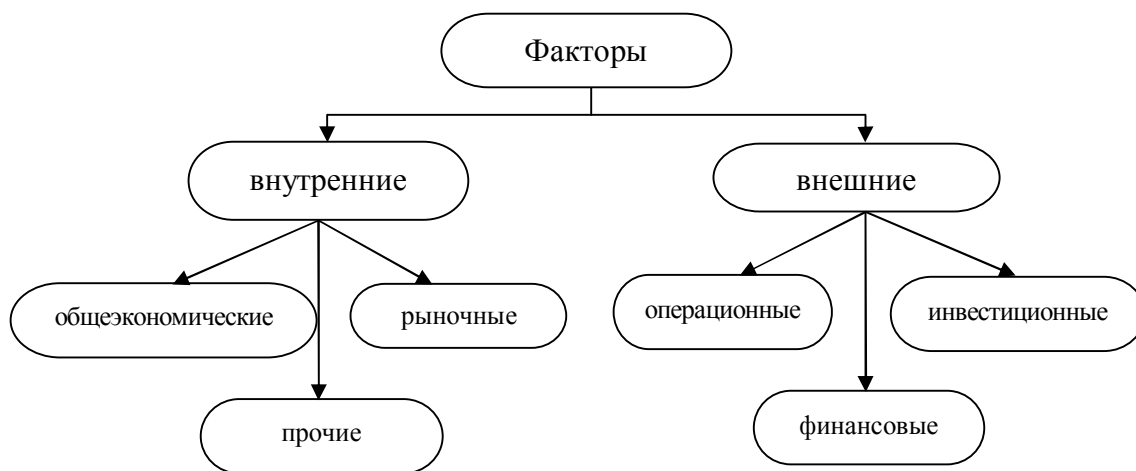 Факторы
внутренние
внешние
общеэкономические
рыночные
операционные
инвестиционные
прочие
финансовые